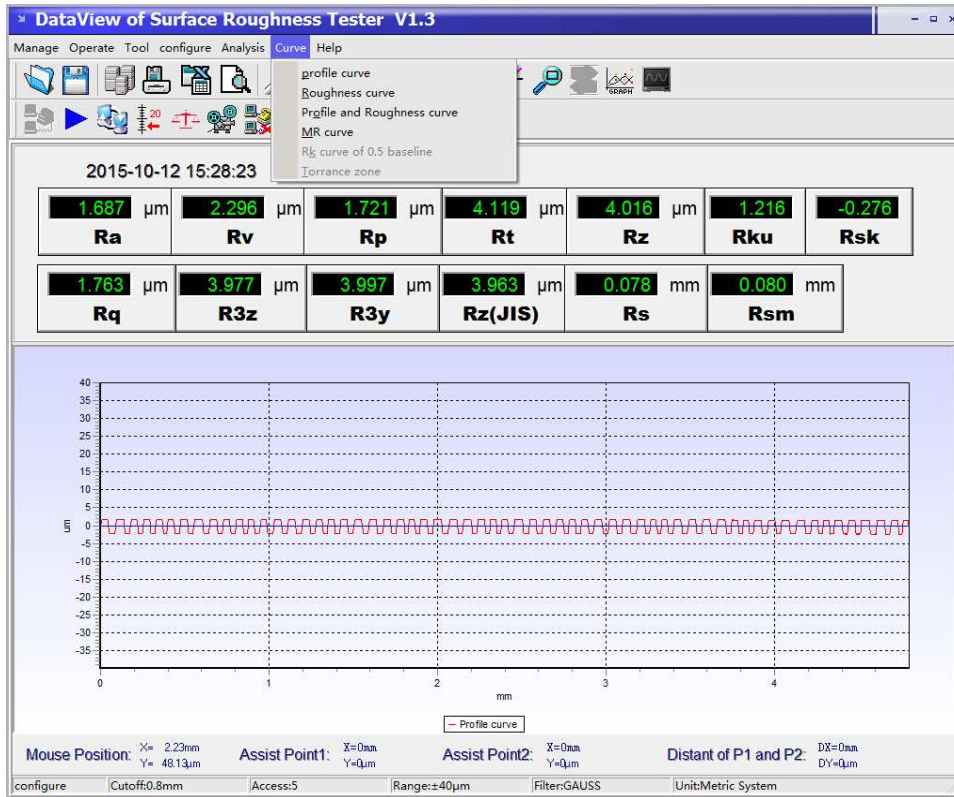 DataView of Surface Roughness Tester V1.3
Manage Operate Tool configure Analysis Curve Help
profile curve
Roughness curve
Profile and Roughness curve
MR curve
Rk curve of 0.5 baseline
Torrance zone
GRAPH
20
2015-10-12 15:28:23
1.687 μm 2.296 μm 1.721 μm 4.119 μm 4.016 μm 1.216 -0.276
Ra Rv Rp Rt Rz Rku Rsk
1.763 μm 3.977 μm 3.997 μm 3.963 μm 0.078 mm 0.080 mm
Rq R3z R3y Rz(JIS) Rs Rsm
40
35
30
25
20
15
10
5
0
-5
-10
-15
-20
-25
-30
-35
um
0 1 2 3 4
mm
Profile curve
Mouse Position: X= 2.23mm Y= 48.13μm Assist Point1: X=0mm Y=0μm Assist Point2: X=0mm Y=0μm Distant of P1 and P2: DX=0mm DY=0μm
configure Cutoff:0.8mm Access:5 Range:±40μm Filter:GAUSS Unit:Metric System